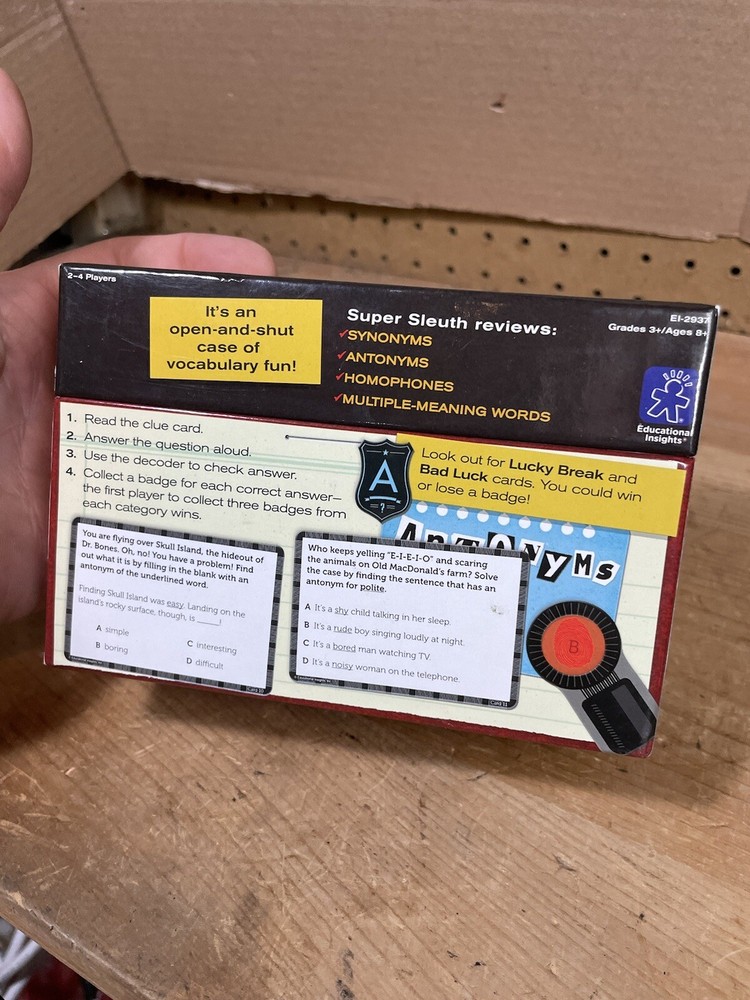 2–4 Players
It's an
open-and-shut
case of
vocabulary fun!
Super Sleuth reviews:
SYNONYMS
ANTONYMS
HOMOPHONES
MULTIPLE-MEANING WORDS
EI-2937
Grades 3+/Ages 8+
Educational
Insights®
1. Read the clue card.
2. Answer the question aloud.
3. Use the decoder to check answer.
4. Collect a badge for each correct answer—
the first player to collect three badges from
each category wins.
A
?
Look out for Lucky Break and
Bad Luck cards. You could win
or lose a badge!
ANTONYMS
You are flying over Skull Island, the hideout of
Dr. Bones. Oh, no! You have a problem! Find
out what it is by filling in the blank with an
antonym of the underlined word.
Finding Skull Island was easy. Landing on the
island's rocky surface, though, is _____!
A simple
B boring
C interesting
D difficult
Card 10
Who keeps yelling "E-I-E-I-O" and scaring
the animals on Old MacDonald's farm? Solve
the case by finding the sentence that has an
antonym for polite.
A It's a shy child talking in her sleep.
B It's a rude boy singing loudly at night.
C It's a bored man watching TV.
D It's a noisy woman on the telephone.
Card 11
B